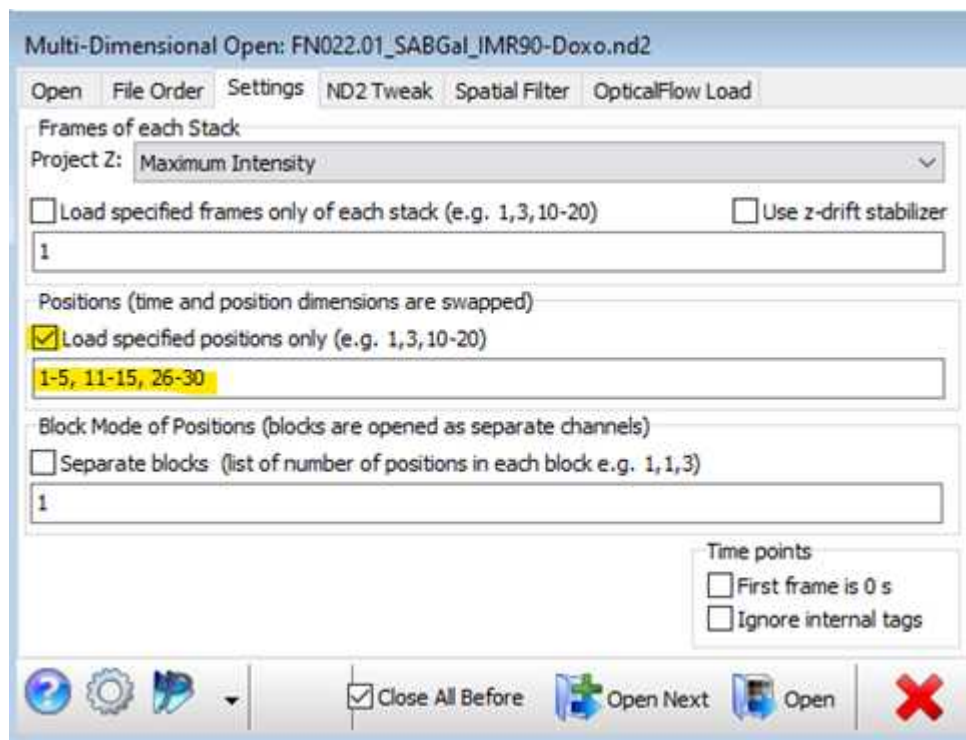 Multi-Dimensional Open: FN022.01_SABGal_IMR90-Doxo.nd2
Open File Order Settings ND2 Tweak Spatial Filter OpticalFlow Load
Frames of each Stack
Project Z: Maximum Intensity
Load specified frames only of each stack (e.g. 1,3,10-20) Use z-drift stabilizer
1
Positions (time and position dimensions are swapped)
Load specified positions only (e.g. 1,3,10-20)
1-5, 11-15, 26-30
Block Mode of Positions (blocks are opened as separate channels)
Separate blocks (list of number of positions in each block e.g. 1,1,3)
1
Time points
First frame is 0 s
Ignore internal tags
Close All Before Open Next Open